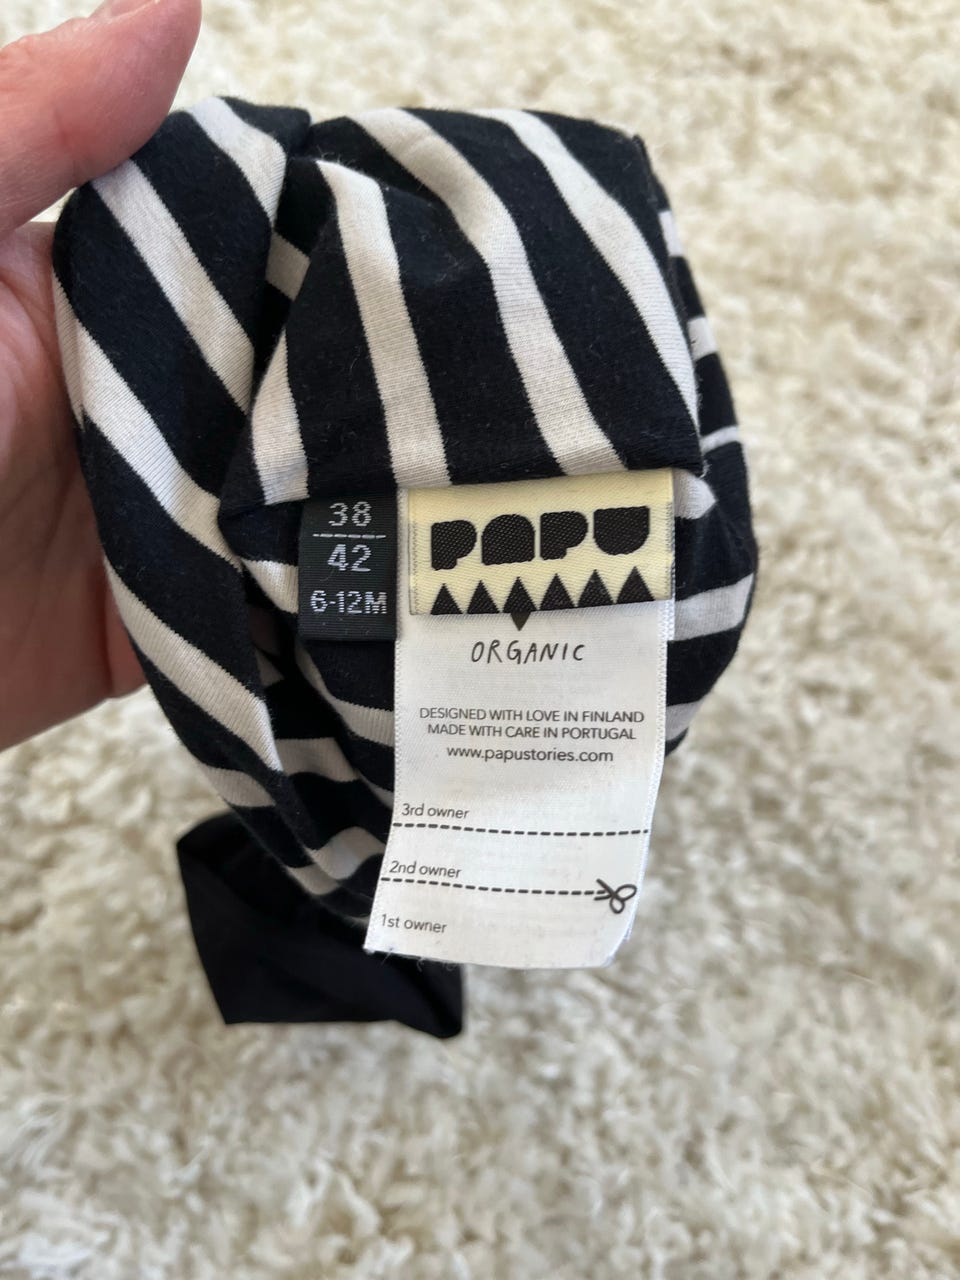 38
42
6-12M
PAPU
ORGANIC
DESIGNED WITH LOVE IN FINLAND
MADE WITH CARE IN PORTUGAL
www.papustories.com
3rd owner
2nd owner
1st owner